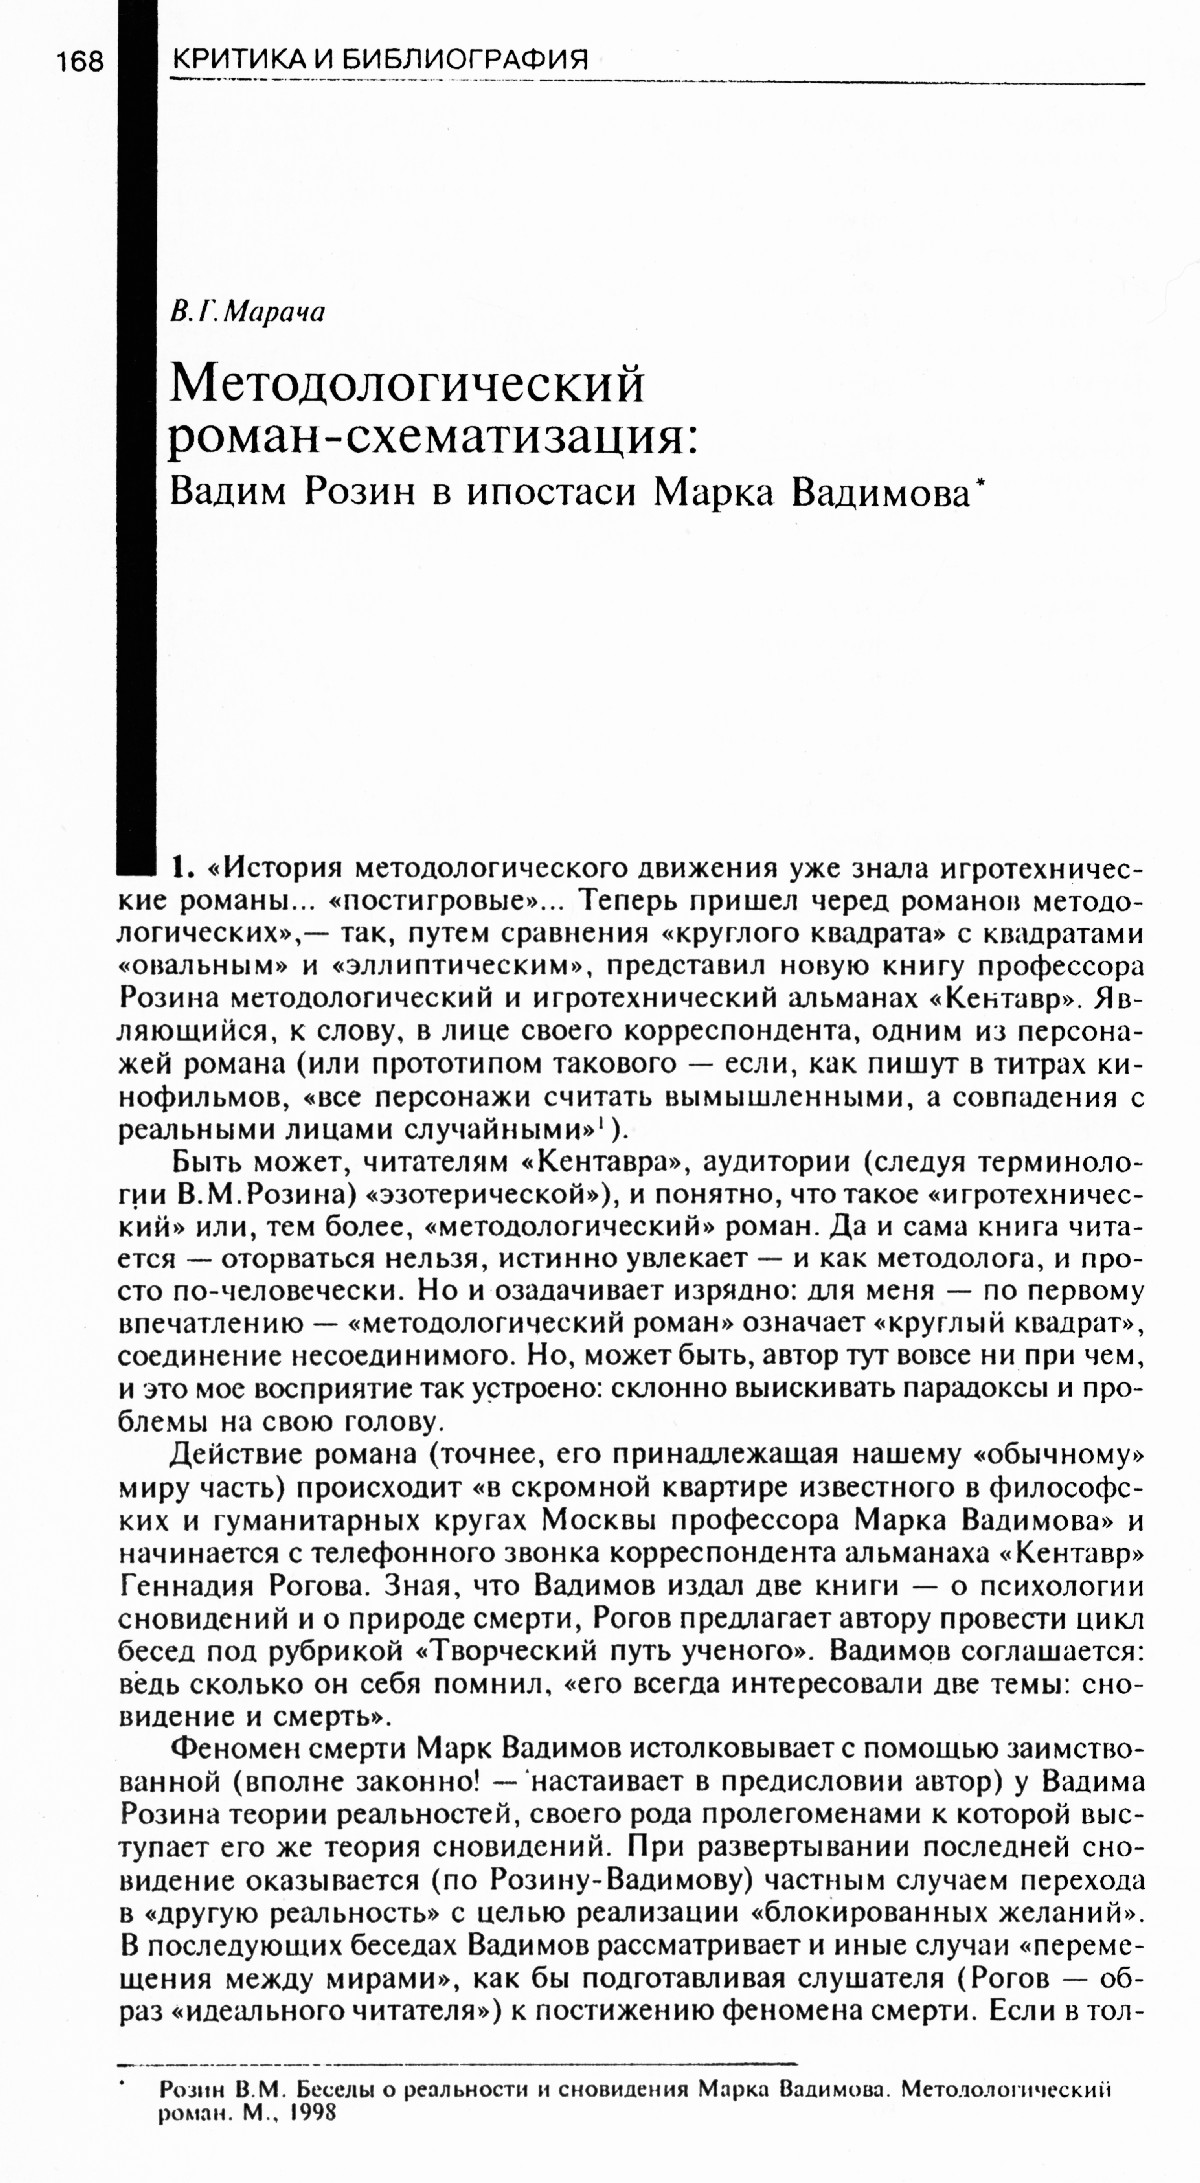 168
КРИТИКА И БИБЛИОГРАФИЯ
В.Г.Марача
Методологический
роман-схематизация:
Вадим Розин в ипостаси Марка Вадимова*
1. «История методологического движения уже знала игротехничес-
кие романы... «постигровые»... Теперь пришел черед романов методо-
логических»,— так, путем сравнения «круглого квадрата» с квадратами
«овальным» и «эллиптическим», представил новую книгу профессора
Розина методологический и игротехнический альманах «Кентавр». Яв-
ляющийся, к слову, в лице своего корреспондента, одним из персона-
жей романа (или прототипом такового — если, как пишут в титрах ки-
нофильмов, «все персонажи считать вымышленными, а совпадения с
реальными лицами случайными»¹).
Быть может, читателям «Кентавра», аудитории (следуя терминоло-
гии В.М.Розина) «эзотерической»), и понятно, что такое «игротехничес-
кий» или, тем более, «методологический» роман. Да и сама книга чита-
ется — оторваться нельзя, истинно увлекает — и как методолога, и про-
сто по-человечески. Но и озадачивает изрядно: для меня — по первому
впечатлению — «методологический роман» означает «круглый квадрат»,
соединение несоединимого. Но, может быть, автор тут вовсе ни при чем,
и это мое восприятие так устроено: склонно выискивать парадоксы и про-
блемы на свою голову.
Действие романа (точнее, его принадлежащая нашему «обычному»
миру часть) происходит «в скромной квартире известного в философс-
ких и гуманитарных кругах Москвы профессора Марка Вадимова» и
начинается с телефонного звонка корреспондента альманаха «Кентавр»
Геннадия Рогова. Зная, что Вадимов издал две книги — о психологии
сновидений и о природе смерти, Рогов предлагает автору провести цикл
бесед под рубрикой «Творческий путь ученого». Вадимов соглашается:
ведь сколько он себя помнил, «его всегда интересовали две темы: сно-
видение и смерть».
Феномен смерти Марк Вадимов истолковывает с помощью заимство-
ванной (вполне законно! — настаивает в предисловии автор) у Вадима
Розина теории реальностей, своего рода пролегоменами к которой выс-
тупает его же теория сновидений. При развертывании последней сно-
видение оказывается (по Розину-Вадимову) частным случаем перехода
в «другую реальность» с целью реализации «блокированных желаний».
В последующих беседах Вадимов рассматривает и иные случаи «переме-
щения между мирами», как бы подготавливая слушателя (Рогов — об-
раз «идеального читателя») к постижению феномена смерти. Если в тол-
* Розин В.М. Беседы о реальности и сновидения Марка Вадимова. Методологический
роман. М., 1998